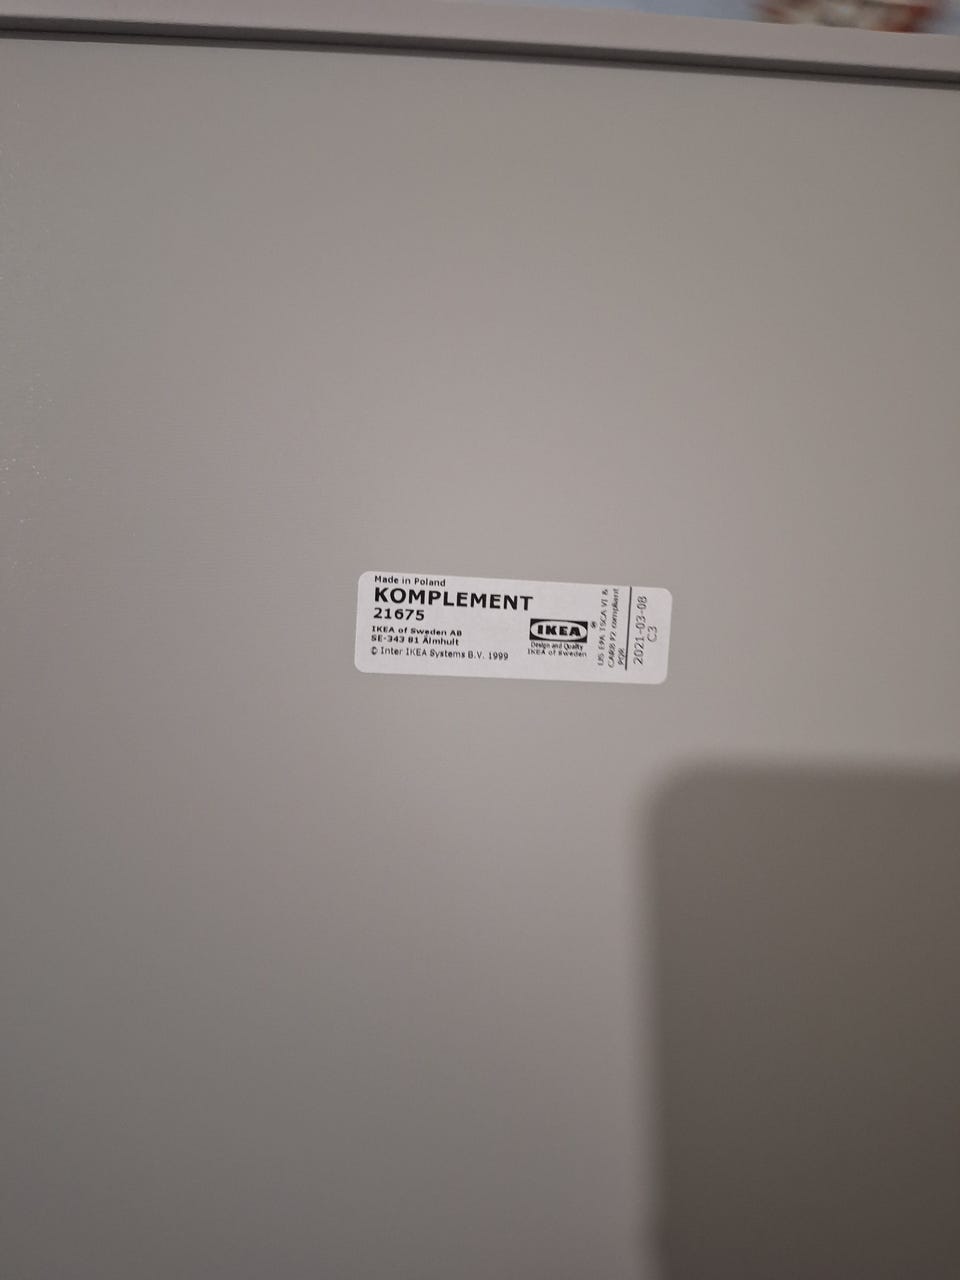 Made in Poland
KOMPLEMENT
21675
IKEA of Sweden AB
SE-343 81 Älmhult
© Inter IKEA Systems B.V. 1999
IKEA
®
Design and Quality
IKEA of Sweden
US EPA TSCA VI &
CARB P2 compliant
2021-03-08
C3